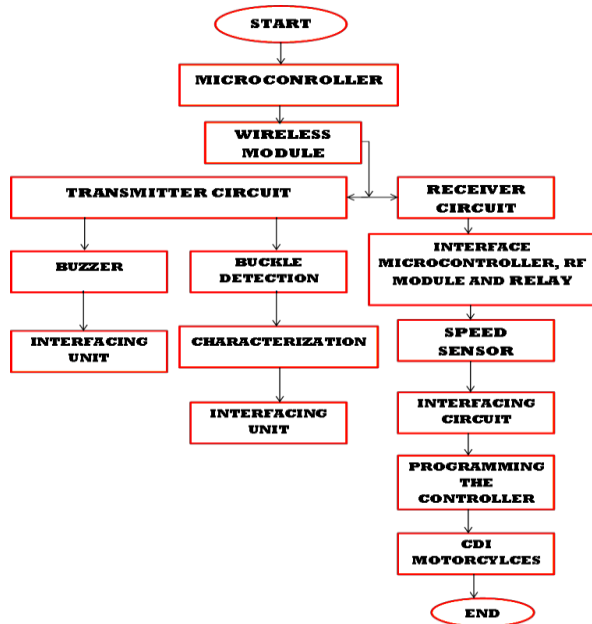 START
MICROCONROLLER
WIRELESS
MODULE
TRANSMITTER CIRCUIT
RECEIVER
CIRCUIT
BUZZER
BUCKLE
DETECTION
INTERFACE
MICROCONTROLLER, RF
MODULE AND RELAY
INTERFACING
UNIT
CHARACTERIZATION
SPEED
SENSOR
INTERFACING
UNIT
INTERFACING
CIRCUIT
PROGRAMMING
THE
CONTROLLER
CDI
MOTORCYLCES
END